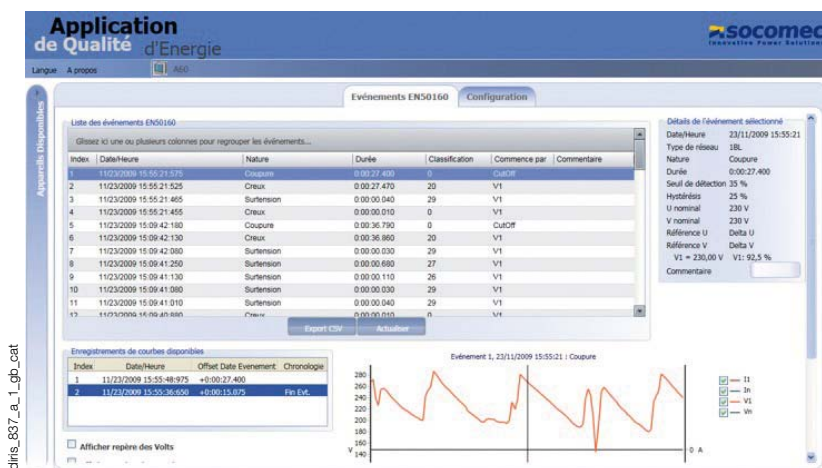 Application
de Qualité d'Energie
socomec
Innovative Power Solutions
Langue A propos A60
Appareils Disponibles
Evénements EN50160 Configuration
Liste des événements EN50160
Glissez ici une ou plusieurs colonnes pour regrouper les événements...
Index Date/Heure Nature Durée Classification Commence par Commentaire
1 11/23/2009 15:55:21:575 Coupure 0:00:27.400 0 CutOff
2 11/23/2009 15:55:21:525 Creux 0:00:27.470 20 V1
3 11/23/2009 15:55:21:465 Surtension 0:00:00.040 29 V1
4 11/23/2009 15:55:21:455 Creux 0:00:00.010 0 V1
5 11/23/2009 15:09:42:180 Coupure 0:00:36.790 0 CutOff
6 11/23/2009 15:09:42:130 Creux 0:00:36.860 20 V1
7 11/23/2009 15:09:42:080 Surtension 0:00:00.030 29 V1
8 11/23/2009 15:09:41:250 Surtension 0:00:00.680 27 V1
9 11/23/2009 15:09:41:130 Surtension 0:00:00.110 26 V1
10 11/23/2009 15:09:41:080 Surtension 0:00:00.030 29 V1
11 11/23/2009 15:09:41:010 Surtension 0:00:00.040 29 V1
12 11/23/2009 15:09:40:880 Creux 0:00:00.010 0 V1
Export CSV Actualiser
Détails de l'événement sélectionné
Date/Heure 23/11/2009 15:55:21
Type de réseau 1BL
Nature Coupure
Durée 0:00:27.400
Seuil de détection 35 %
Hystérésis 25 %
U nominal 230 V
V nominal 230 V
Référence U Delta U
Référence V Delta V
V1 = 230,00 V V1: 92,5 %
Commentaire
Enregistrements de courbes disponibles
Index Date/Heure Offset Date Evenement Chronologie
1 11/23/2009 15:55:48:975 +0:00:27.400
2 11/23/2009 15:55:36:650 +0:00:15.075 Fin Evt.
Afficher repère des Volts
Evénement 1, 23/11/2009 15:55:21 : Coupure
280
260
240
220
200
180
V 160
140
0 A
I1
In
V1
Vn
diris_837_a_1_gb_cat